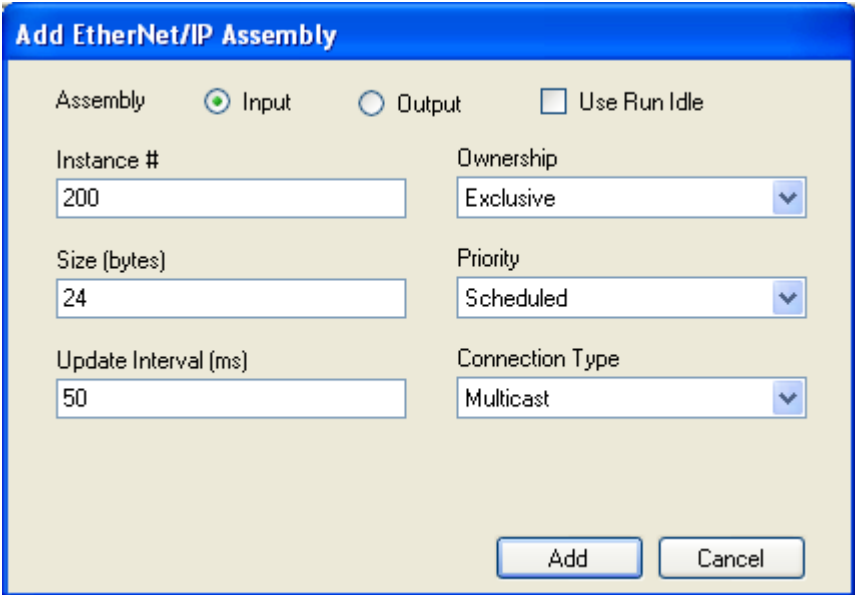 Add EtherNet/IP Assembly
Assembly Input Output Use Run Idle
Instance # Ownership
200 Exclusive
Size (bytes) Priority
24 Scheduled
Update Interval (ms) Connection Type
50 Multicast
Add Cancel